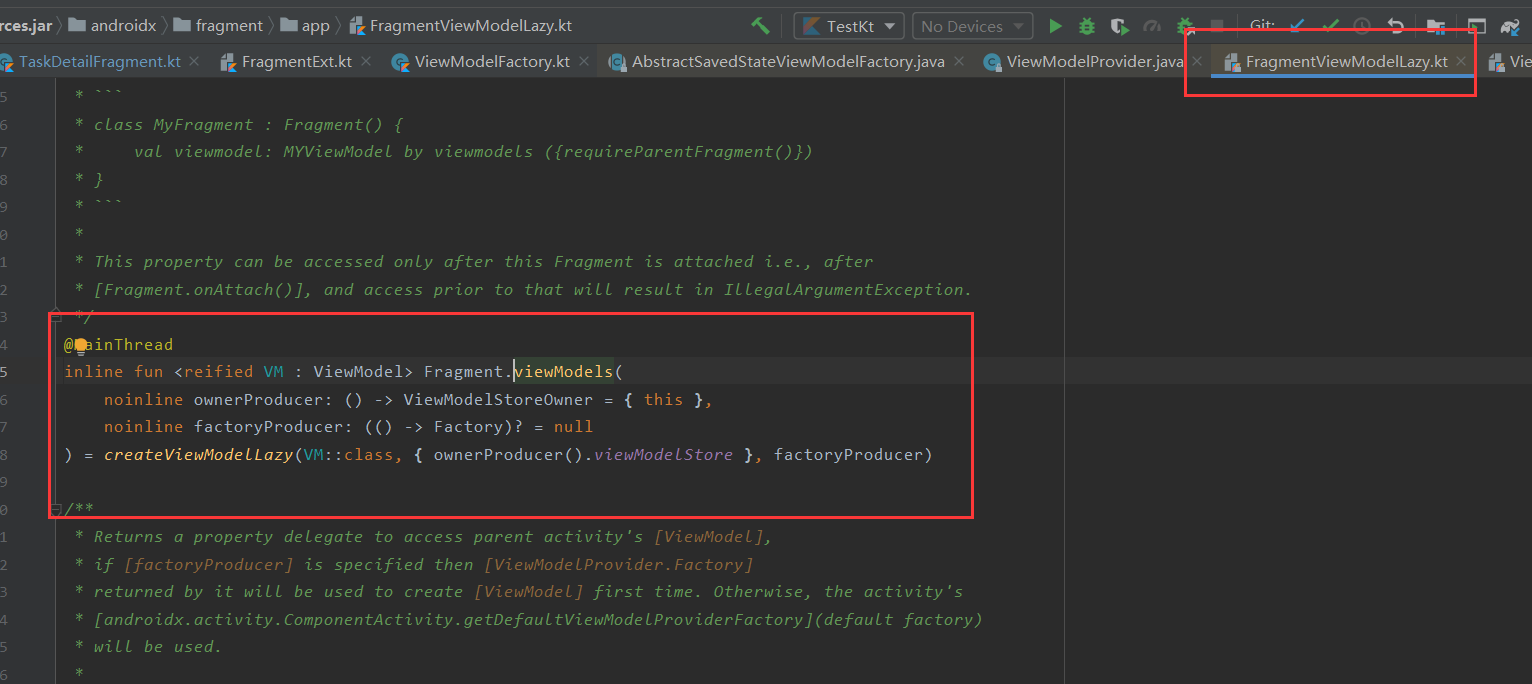 rces.jar androidx fragment app FragmentViewModelLazy.kt TestKt No Devices Git:
TaskDetailFragment.kt FragmentExt.kt ViewModelFactory.kt AbstractSavedStateViewModelFactory.java ViewModelProvider.java FragmentViewModelLazy.kt Vie
5 * ```
6 * class MyFragment : Fragment() {
7 *     val viewmodel: MYViewModel by viewmodels ({requireParentFragment()})
8 * }
9 * ```
0 *
1 * This property can be accessed only after this Fragment is attached i.e., after
2 * [Fragment.onAttach()], and access prior to that will result in IllegalArgumentException.
3 */
4 @MainThread
5 inline fun <reified VM : ViewModel> Fragment.viewModels(
6     noinline ownerProducer: () -> ViewModelStoreOwner = { this },
7     noinline factoryProducer: (() -> Factory)? = null
8 ) = createViewModelLazy(VM::class, { ownerProducer().viewModelStore }, factoryProducer)
9
0 /**
1 * Returns a property delegate to access parent activity's [ViewModel],
2 * if [factoryProducer] is specified then [ViewModelProvider.Factory]
3 * returned by it will be used to create [ViewModel] first time. Otherwise, the activity's
4 * [androidx.activity.ComponentActivity.getDefaultViewModelProviderFactory](default factory)
5 * will be used.
6 *